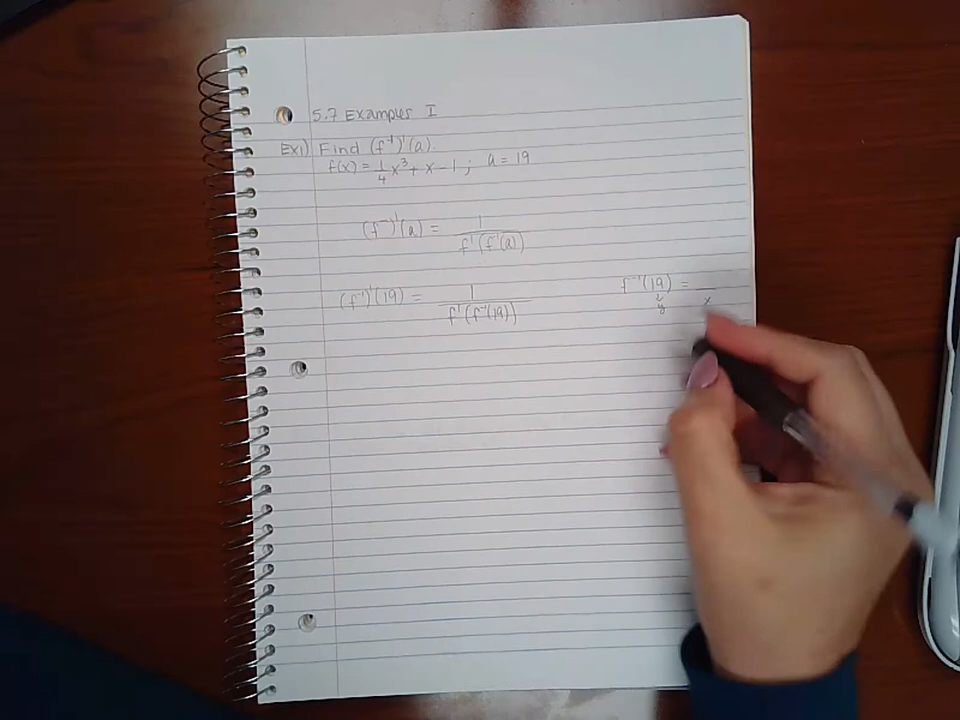 5.7 Examples I
EX1) Find (f⁻¹)'(a).
f(x) = 1/4 x³ + x - 1 ; a = 19
(f⁻)'(a) = 1 / f'(f⁻¹(a))
(f⁻¹)'(19) = 1 / f'(f⁻¹(19)) f⁻¹(19) = __
y x